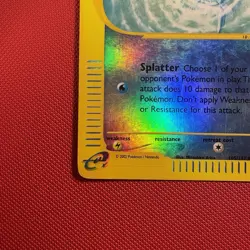 Splatter Choose 1 of your
opponent's Pokémon in play. T
attack does 10 damage to that
Pokémon. Don't apply Weakness
or Resistance for this attack.
weakness resistance retreat cost
© 2002 Pokémon / Nintendo